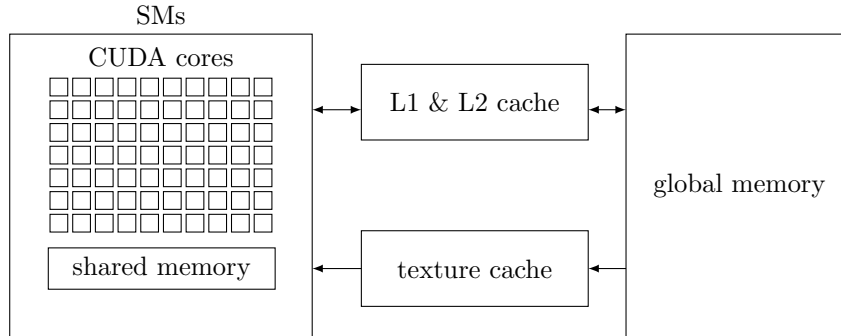 SMs
CUDA cores
L1 & L2 cache
global memory
shared memory
texture cache